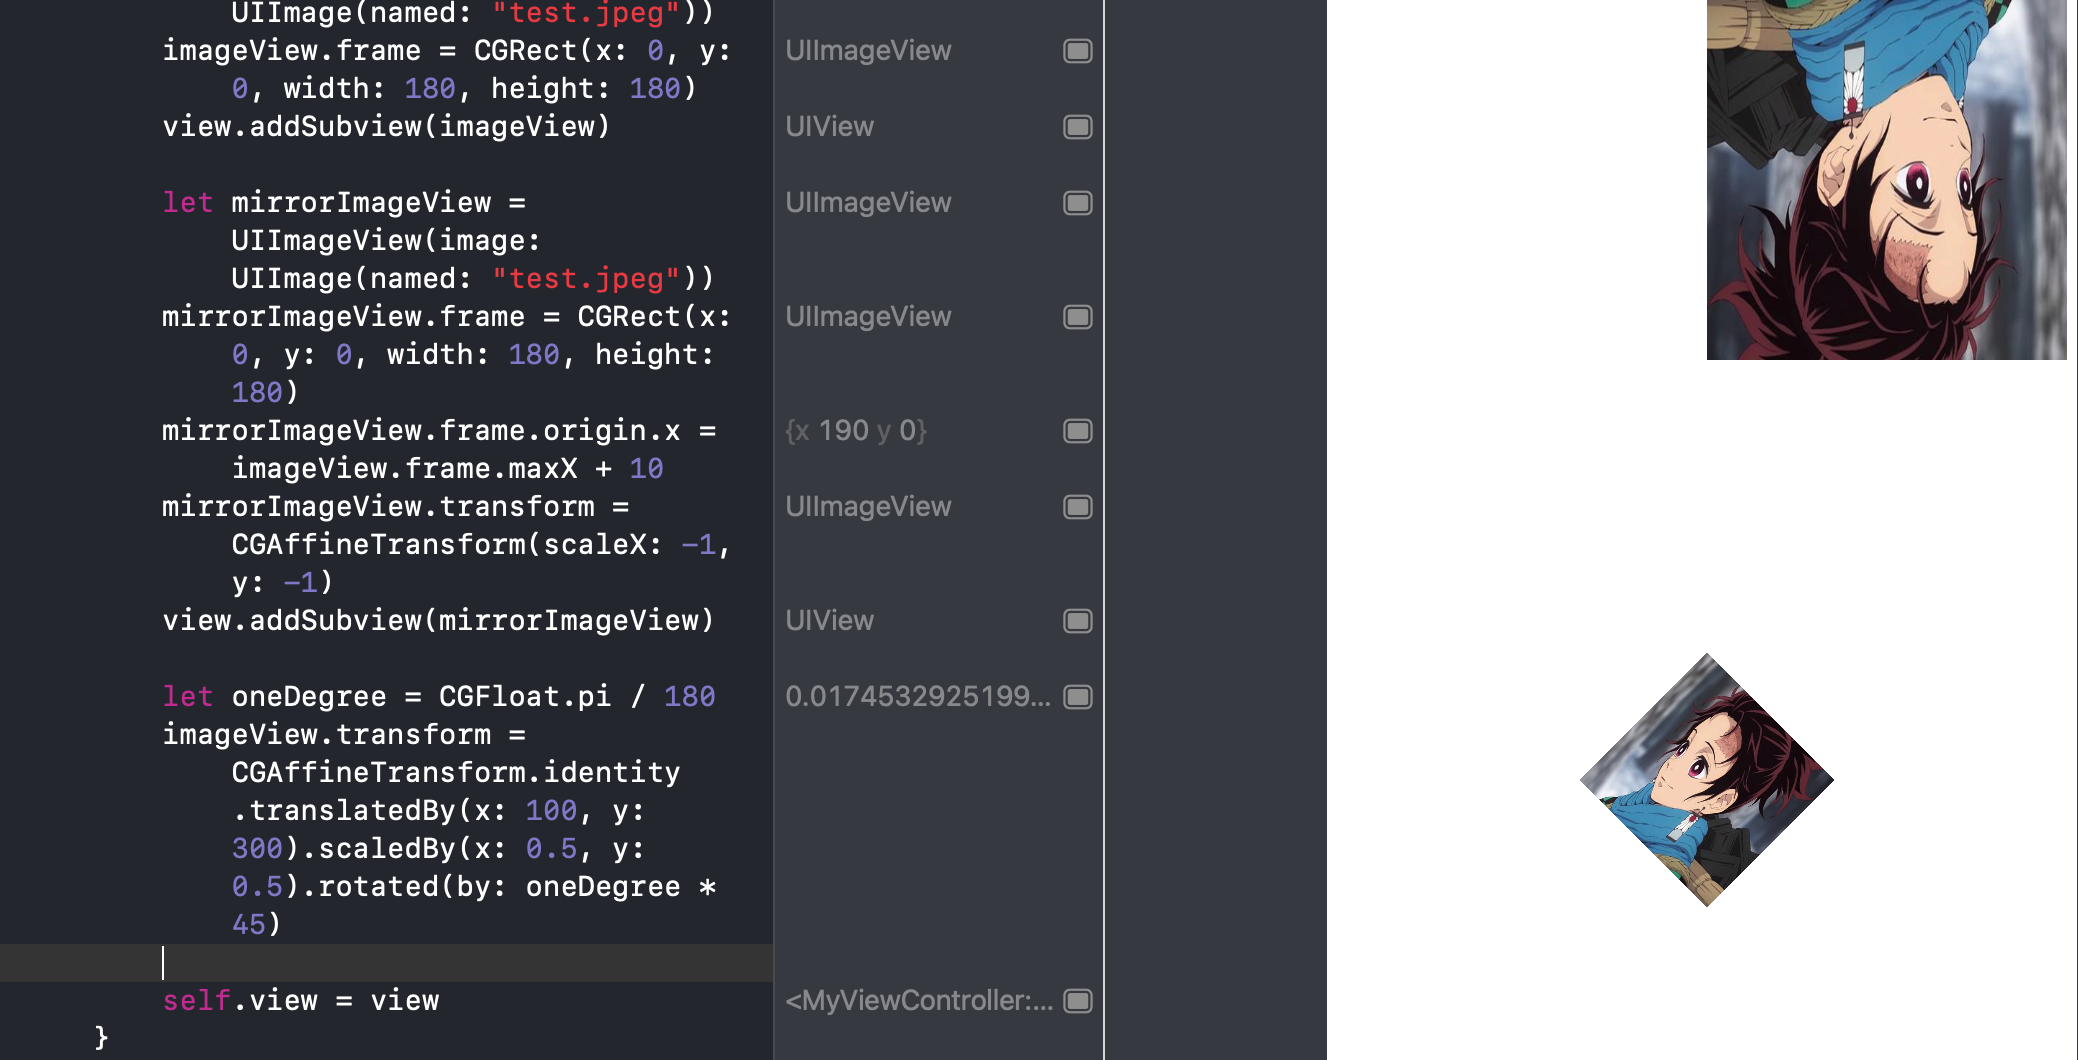 UIImage(named: "test.jpeg"))
imageView.frame = CGRect(x: 0, y:
0, width: 180, height: 180)
view.addSubview(imageView)
let mirrorImageView =
UIImageView(image:
UIImage(named: "test.jpeg"))
mirrorImageView.frame = CGRect(x:
0, y: 0, width: 180, height:
180)
mirrorImageView.frame.origin.x =
imageView.frame.maxX + 10
mirrorImageView.transform =
CGAffineTransform(scaleX: -1,
y: -1)
view.addSubview(mirrorImageView)
let oneDegree = CGFloat.pi / 180
imageView.transform =
CGAffineTransform.identity
.translatedBy(x: 100, y:
300).scaledBy(x: 0.5, y:
0.5).rotated(by: oneDegree *
45)
self.view = view
}
UIImageView
UIView
UIImageView
UIImageView
{x 190 y 0}
UIImageView
UIView
0.0174532925199...
<MyViewController:...